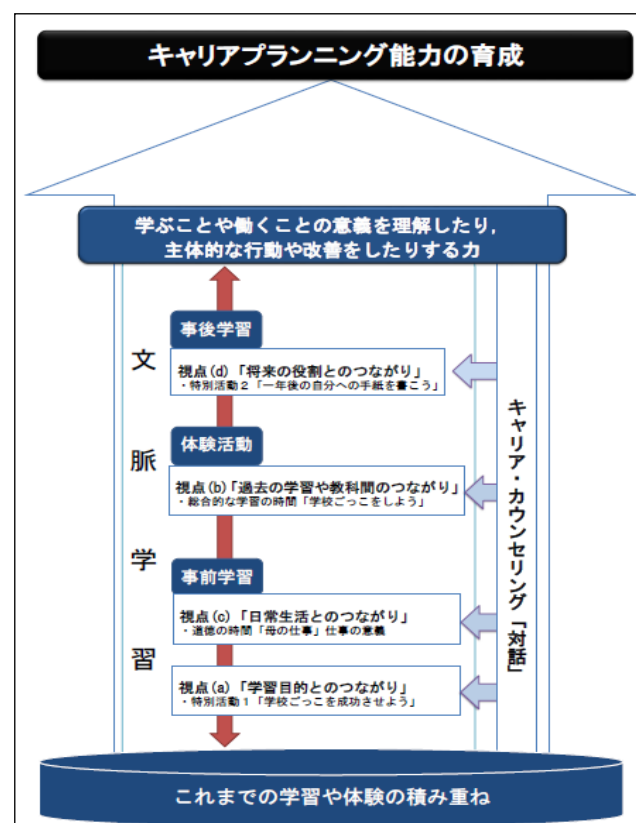 キャリアプランニング能力の育成
学ぶことや働くことの意義を理解したり，
主体的な行動や改善をしたりする力
文脈学習
事後学習
視点(d)「将来の役割とのつながり」
・特別活動２「一年後の自分への手紙を書こう」
体験活動
視点(b)「過去の学習や教科間のつながり」
・総合的な学習の時間「学校ごっこをしよう」
事前学習
視点(c)「日常生活とのつながり」
・道徳の時間「母の仕事」仕事の意義
視点(a)「学習目的とのつながり」
・特別活動１「学校ごっこを成功させよう」
キャリア・カウンセリング「対話」
これまでの学習や体験の積み重ね